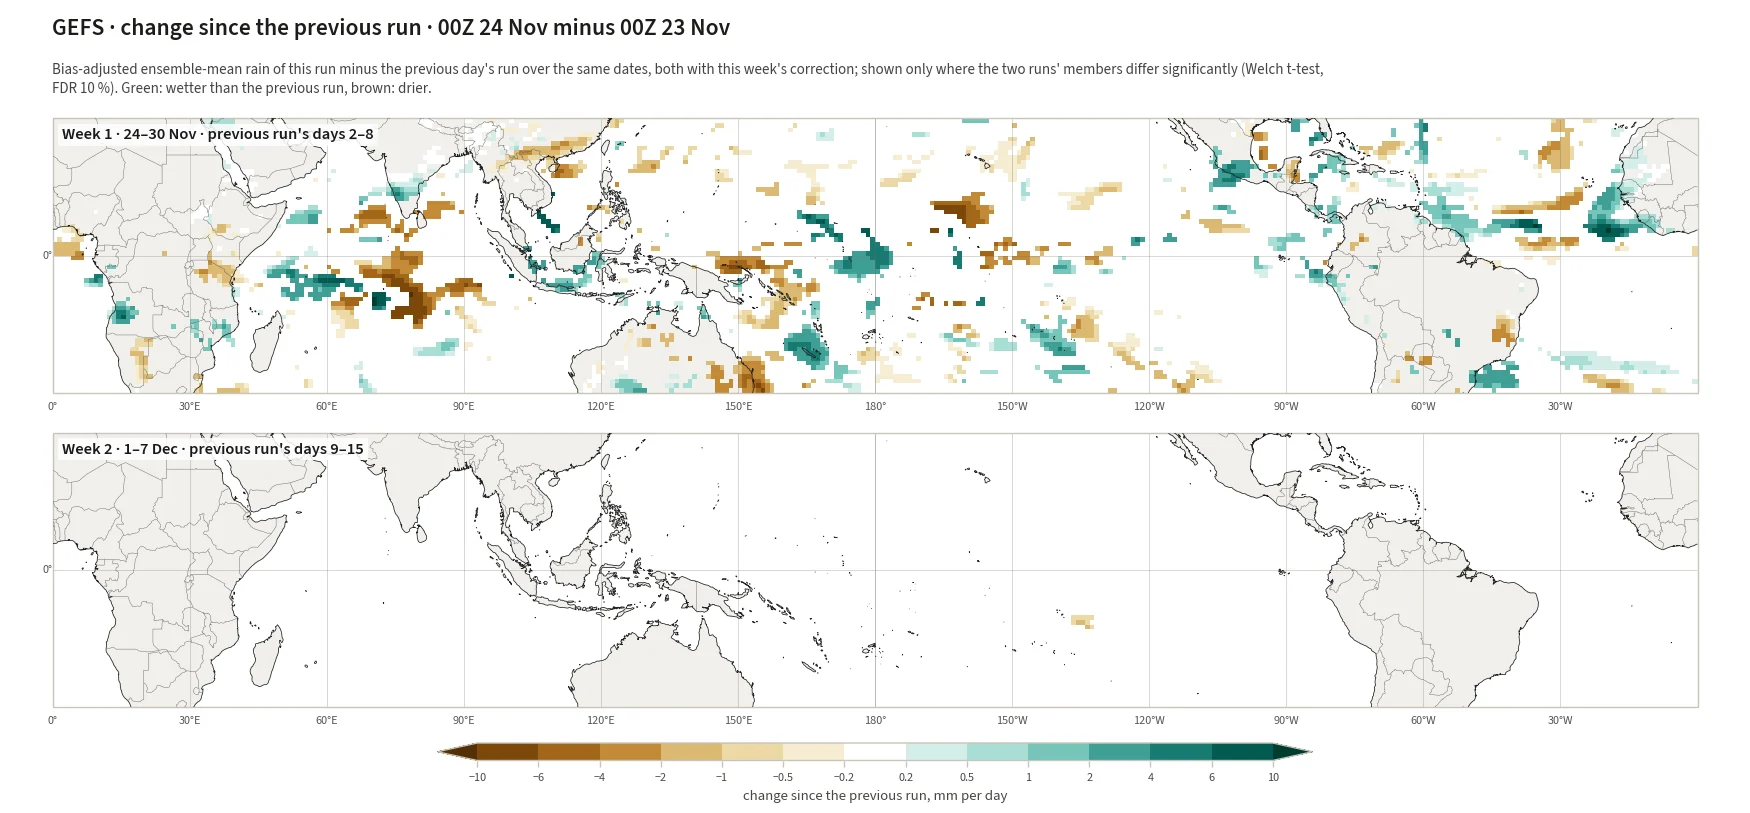 GEFS · change since the previous run · 00Z 24 Nov minus 00Z 23 Nov
Bias-adjusted ensemble-mean rain of this run minus the previous day's run over the same dates, both with this week's correction; shown only where the two runs' members differ significantly (Welch t-test,
FDR 10 %). Green: wetter than the previous run, brown: drier.
Week 1 · 24–30 Nov · previous run's days 2–8
0°
0° 30°E 60°E 90°E 120°E 150°E 180° 150°W 120°W 90°W 60°W 30°W
Week 2 · 1–7 Dec · previous run's days 9–15
0°
0° 30°E 60°E 90°E 120°E 150°E 180° 150°W 120°W 90°W 60°W 30°W
−10 −6 −4 −2 −1 −0.5 −0.2 0.2 0.5 1 2 4 6 10
change since the previous run, mm per day